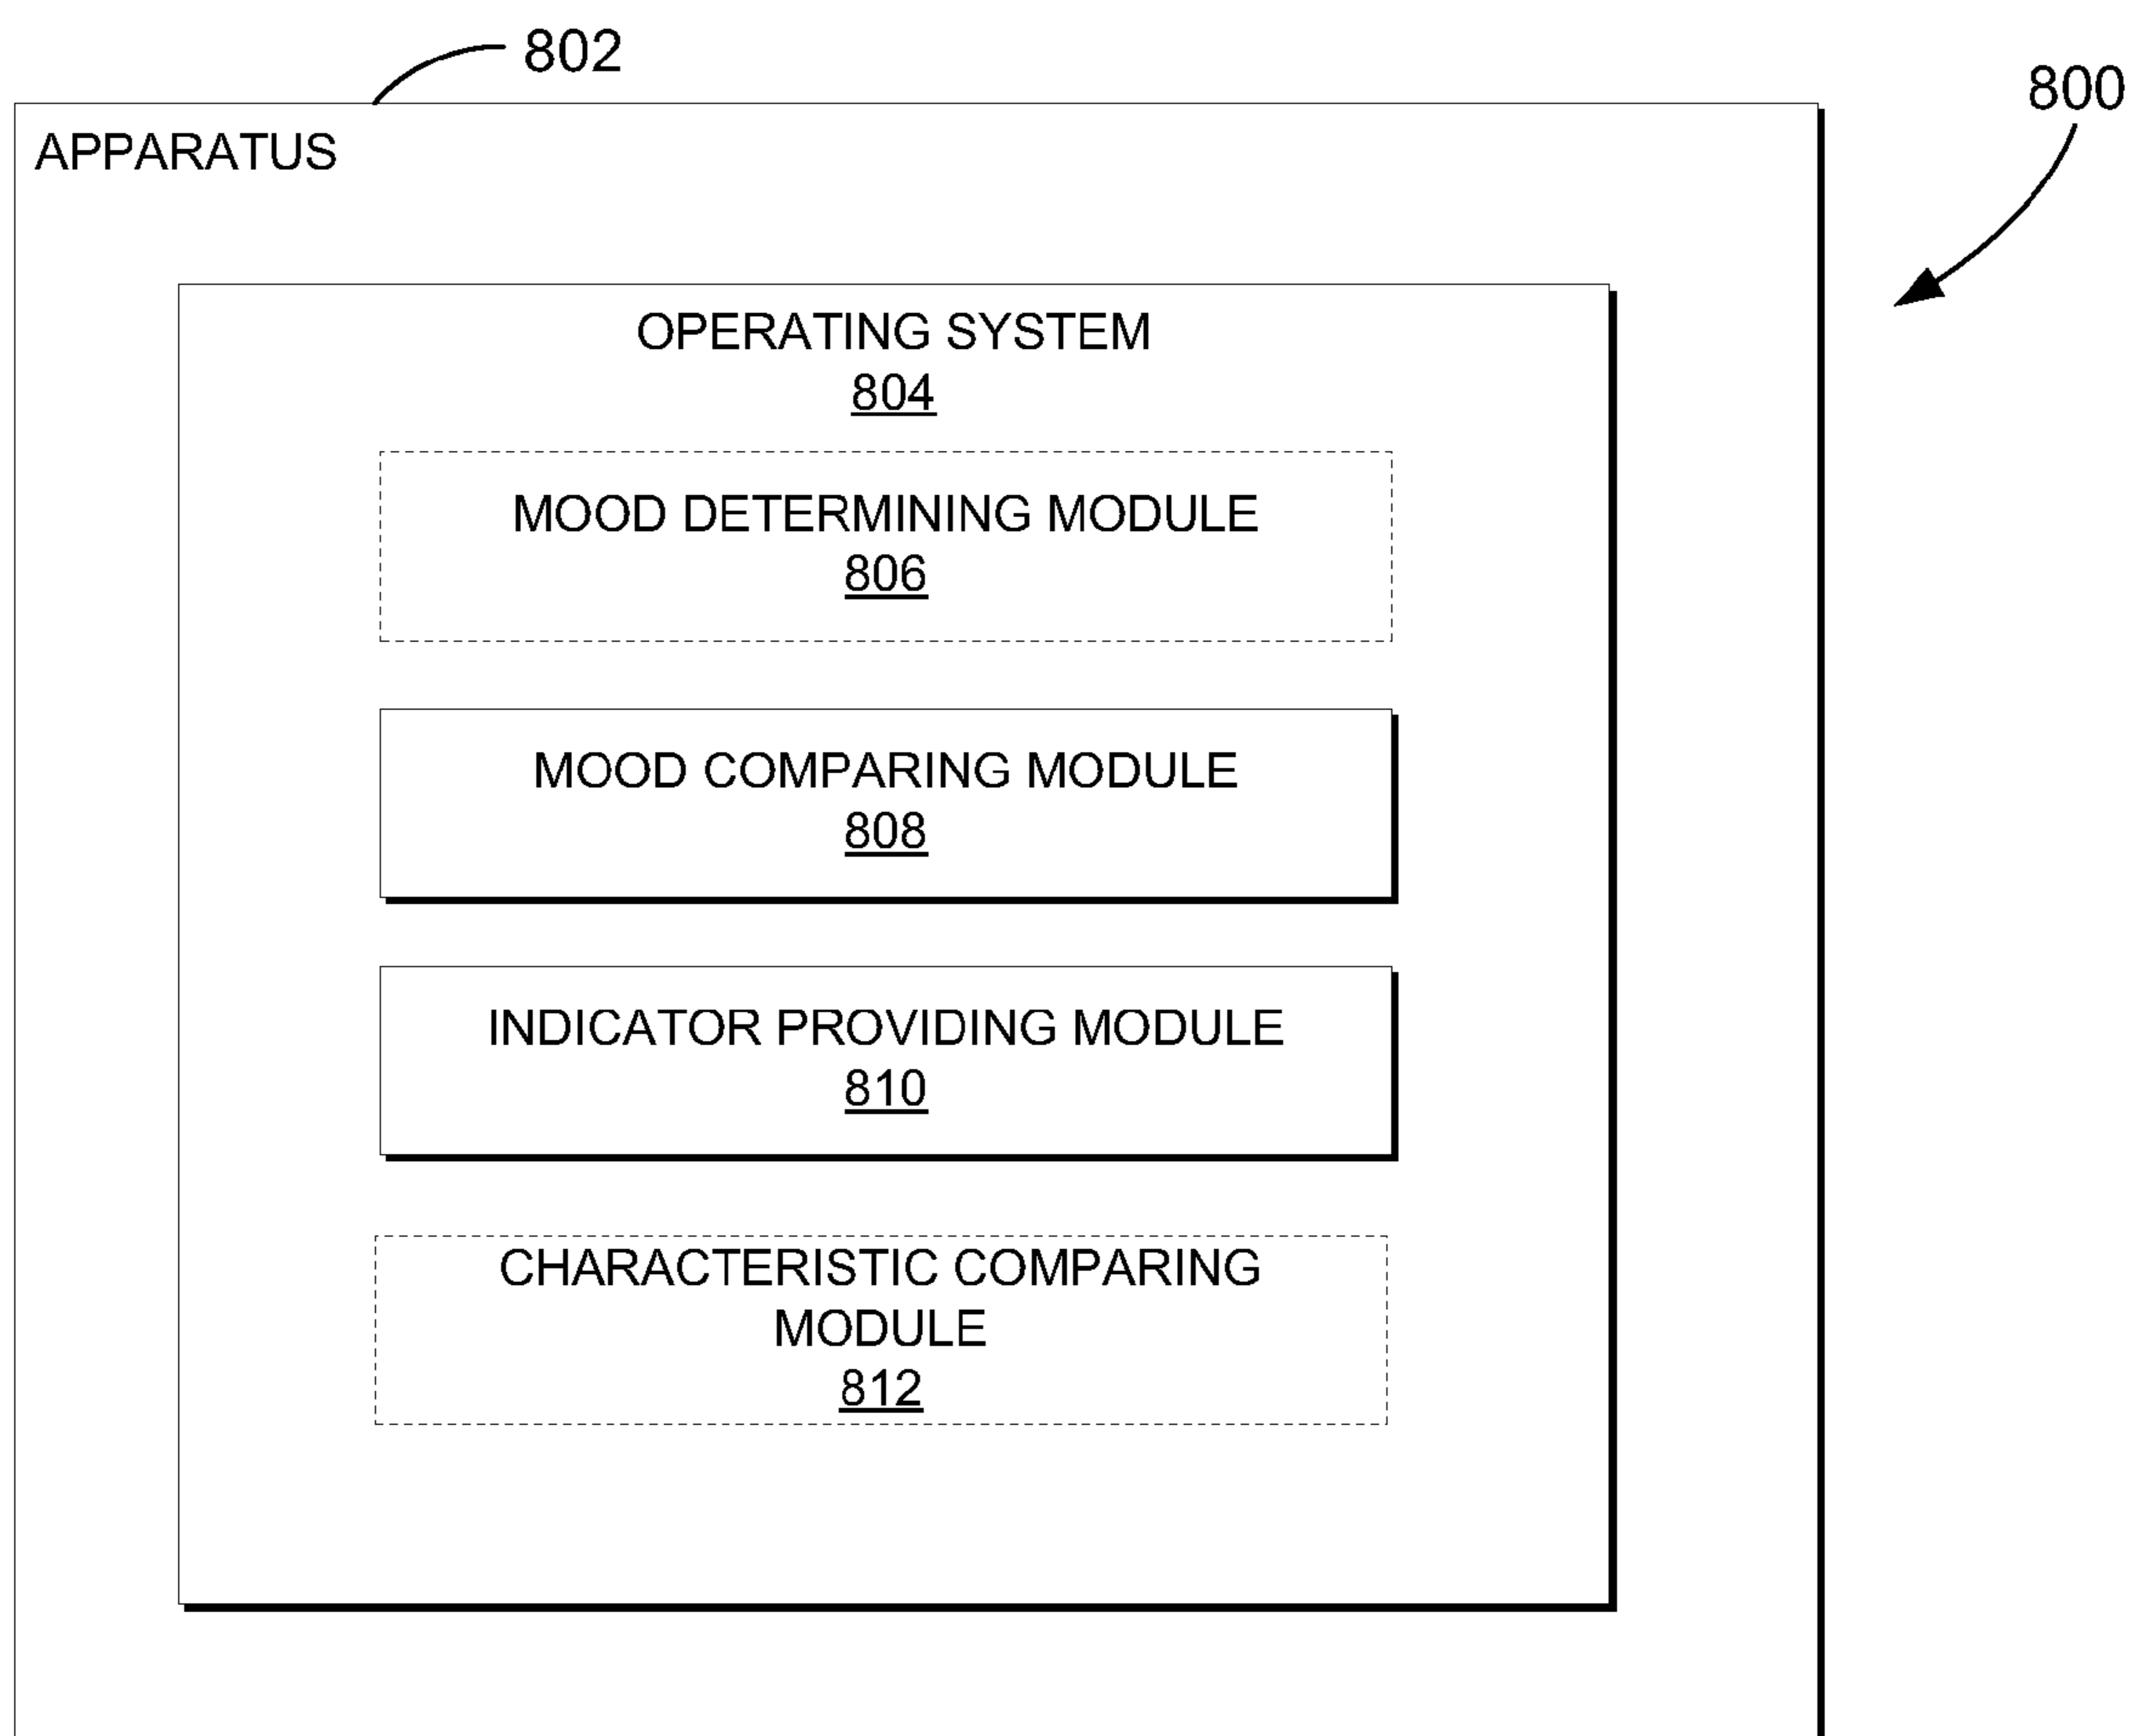 802
800
APPARATUS
OPERATING SYSTEM
804
MOOD DETERMINING MODULE
806
MOOD COMPARING MODULE
808
INDICATOR PROVIDING MODULE
810
CHARACTERISTIC COMPARING
MODULE
812